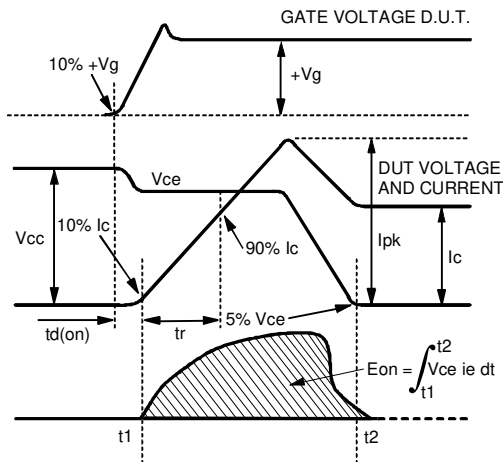 GATE VOLTAGE D.U.T.
10% +Vg
+Vg
Vce
DUT VOLTAGE
AND CURRENT
10% Ic
Vcc
90% Ic
Ipk
Ic
td(on)
tr
5% Vce
Eon = ∫ Vce ie dt
t2
t1
t1
t2